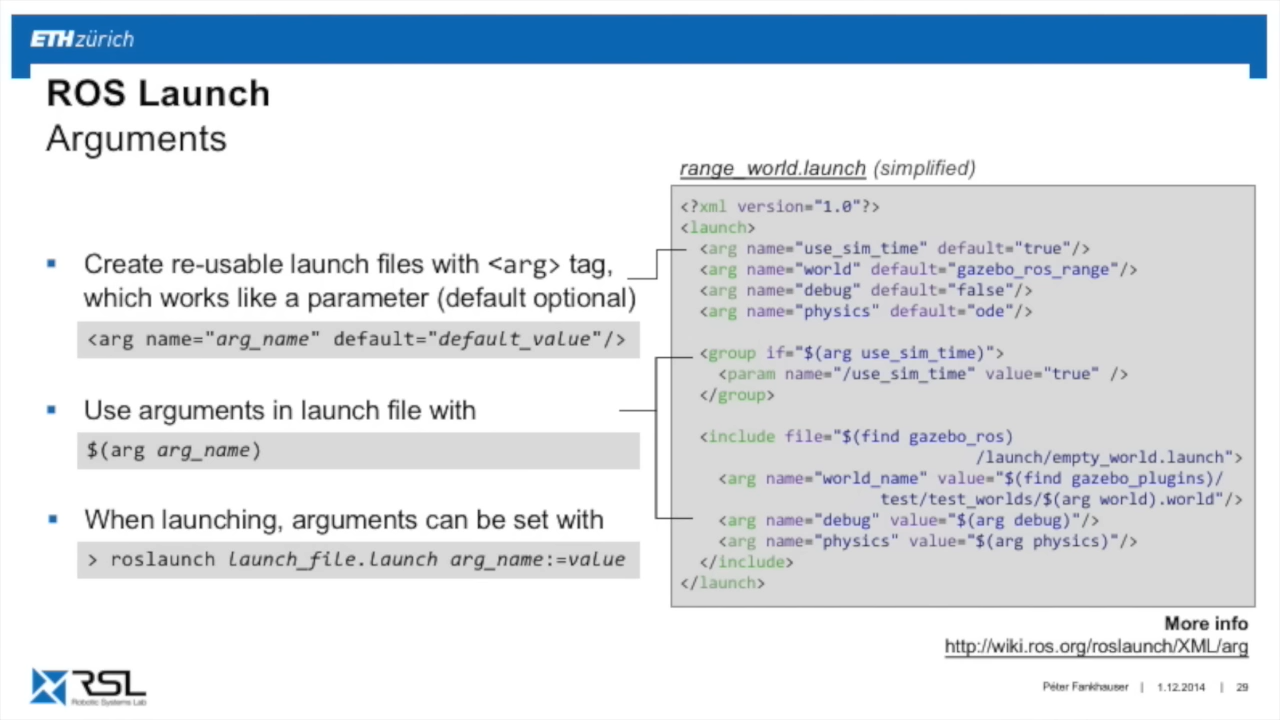 ETHzürich
ROS Launch
Arguments
Create re-usable launch files with <arg> tag,
which works like a parameter (default optional)
<arg name="arg_name" default="default_value"/>
Use arguments in launch file with
$(arg arg_name)
When launching, arguments can be set with
> roslaunch launch_file.launch arg_name:=value
range_world.launch (simplified)
<?xml version="1.0"?>
<launch>
<arg name="use_sim_time" default="true"/>
<arg name="world" default="gazebo_ros_range"/>
<arg name="debug" default="false"/>
<arg name="physics" default="ode"/>
<group if="$(arg use_sim_time)">
<param name="/use_sim_time" value="true" />
</group>
<include file="$(find gazebo_ros)
/launch/empty_world.launch">
<arg name="world_name" value="$(find gazebo_plugins)/
test/test_worlds/$(arg world).world"/>
<arg name="debug" value="$(arg debug)"/>
<arg name="physics" value="$(arg physics)"/>
</include>
</launch>
More info
http://wiki.ros.org/roslaunch/XML/arg
RSL
Robotic Systems Lab
Péter Fankhauser | 1.12.2014 | 29